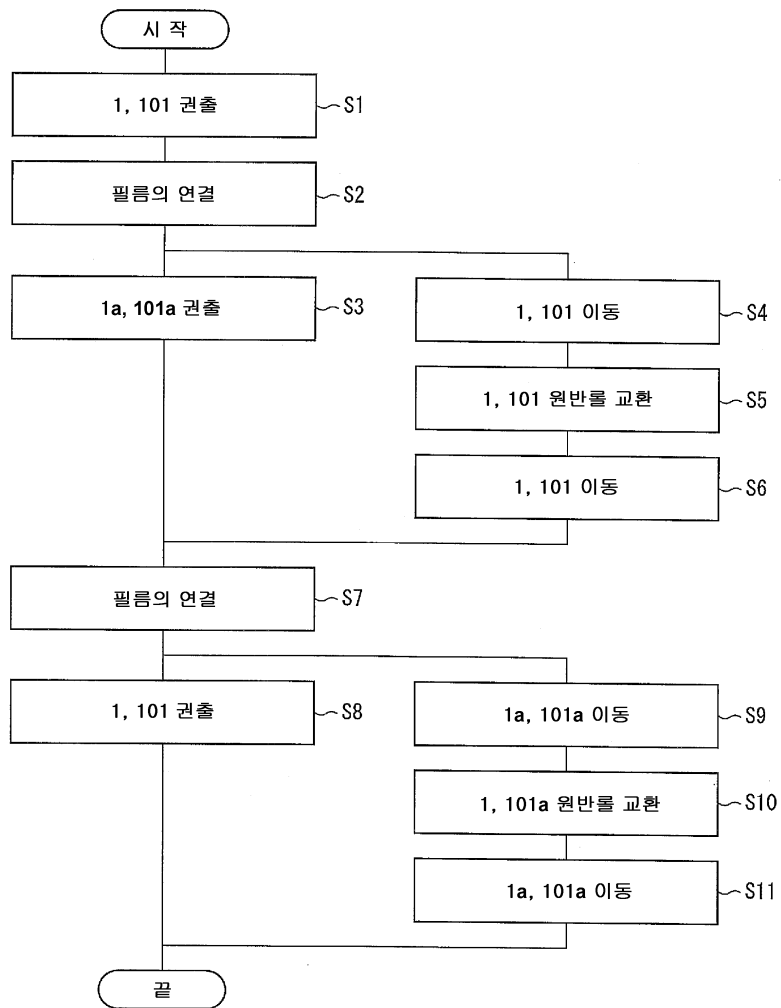 시 작
1, 101 권출
S1
필름의 연결
S2
1a, 101a 권출
S3
1, 101 이동
S4
1, 101 원반롤 교환
S5
1, 101 이동
S6
필름의 연결
S7
1, 101 권출
S8
1a, 101a 이동
S9
1, 101a 원반롤 교환
S10
1a, 101a 이동
S11
끝